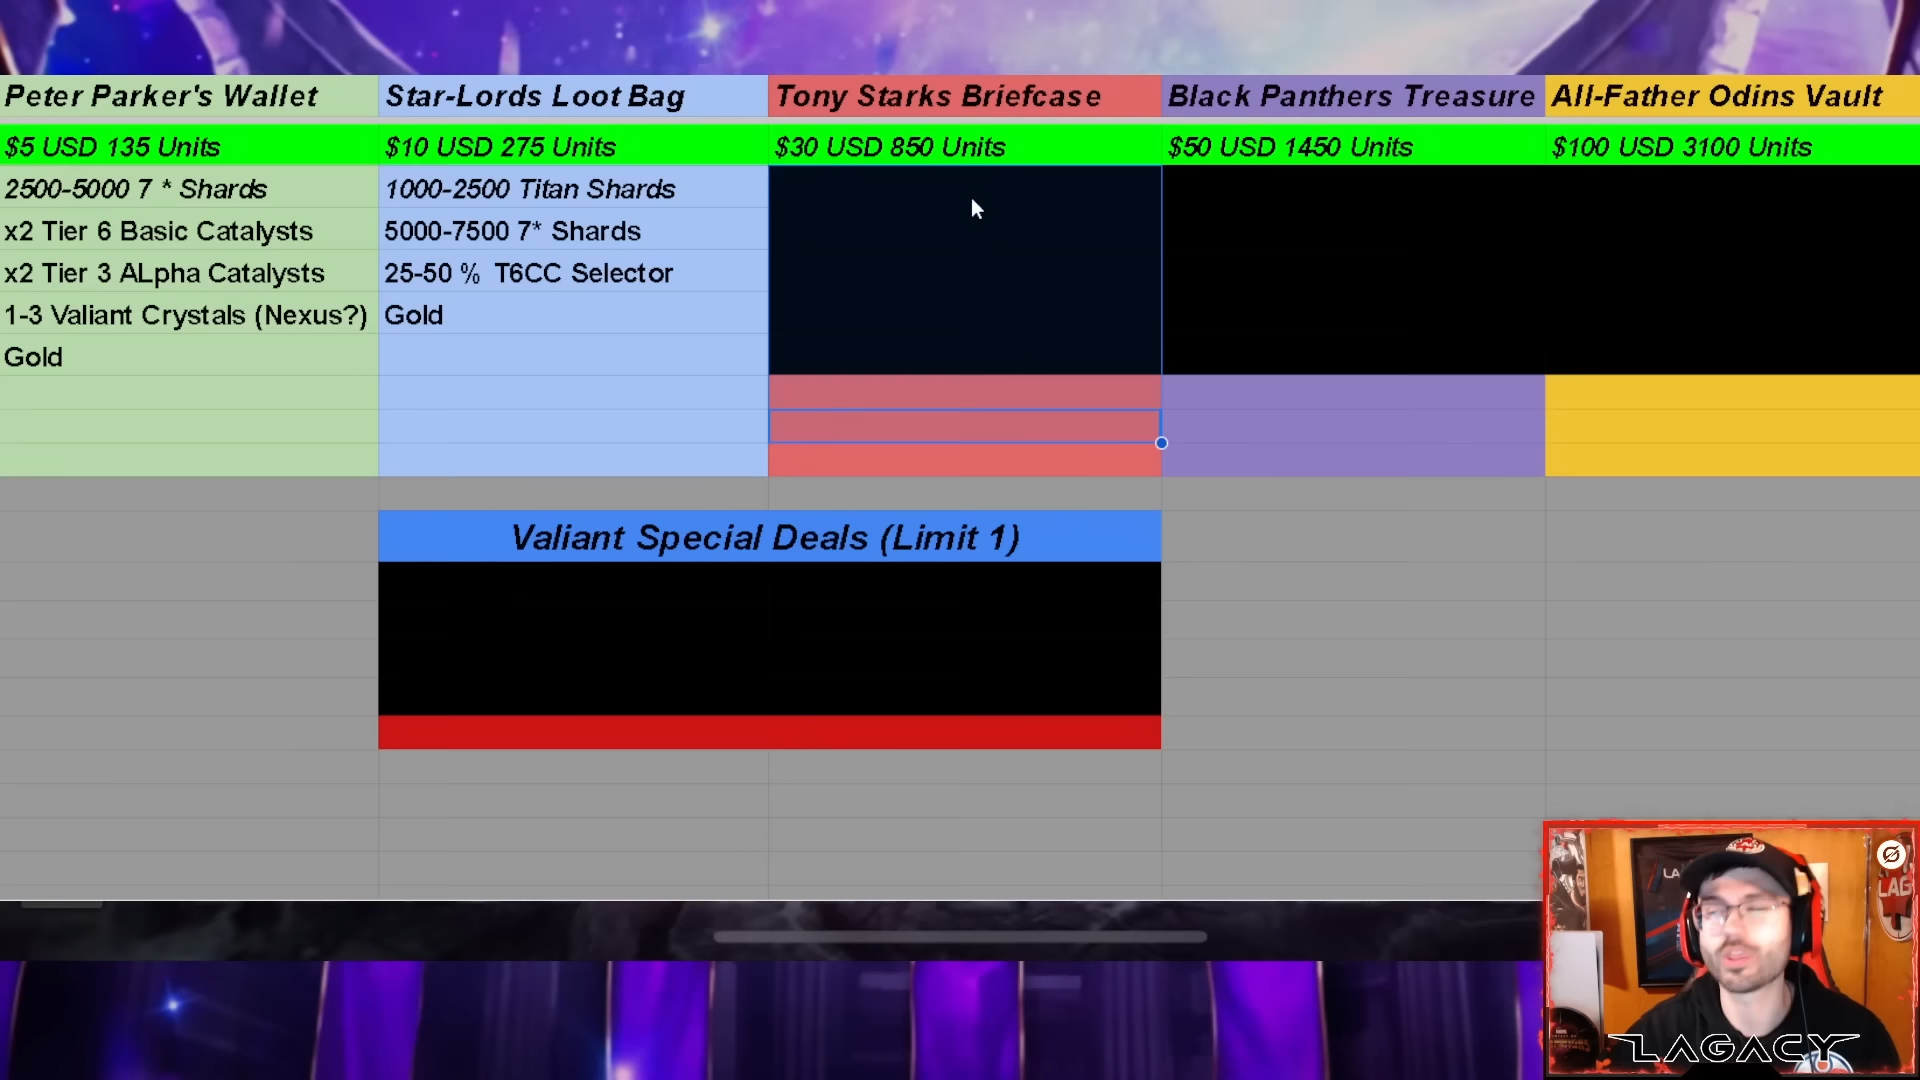 Peter Parker's Wallet
Star-Lords Loot Bag
Tony Starks Briefcase
Black Panthers Treasure
All-Father Odins Vault
$5 USD 135 Units
$10 USD 275 Units
$30 USD 850 Units
$50 USD 1450 Units
$100 USD 3100 Units
2500-5000 7 * Shards
1000-2500 Titan Shards
x2 Tier 6 Basic Catalysts
5000-7500 7* Shards
x2 Tier 3 ALpha Catalysts
25-50 % T6CC Selector
1-3 Valiant Crystals (Nexus?)
Gold
Gold
Valiant Special Deals (Limit 1)
LA
LAG
LAGACY